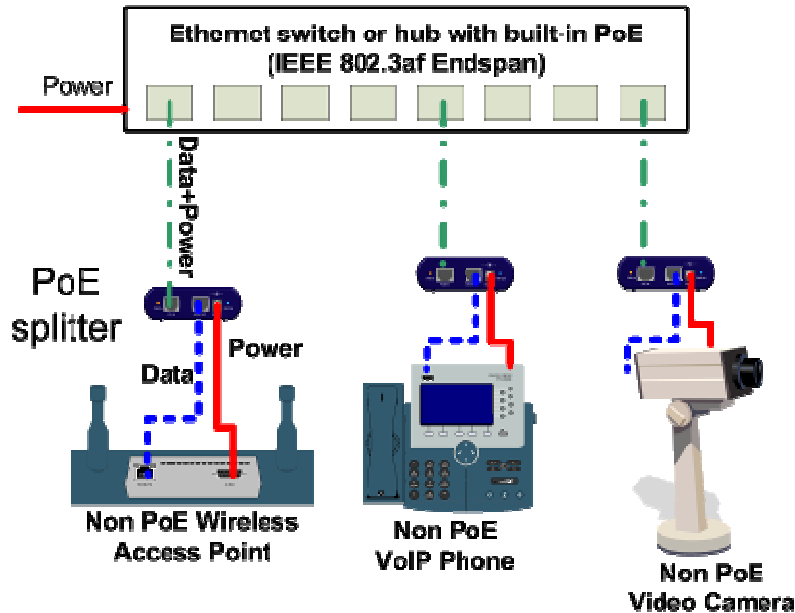 Ethernet switch or hub with built-in PoE
(IEEE 802.3af Endspan)
Power
Data+Power
PoE
splitter
Power
Data
Non PoE Wireless
Access Point
Non PoE
VoIP Phone
Non PoE
Video Camera